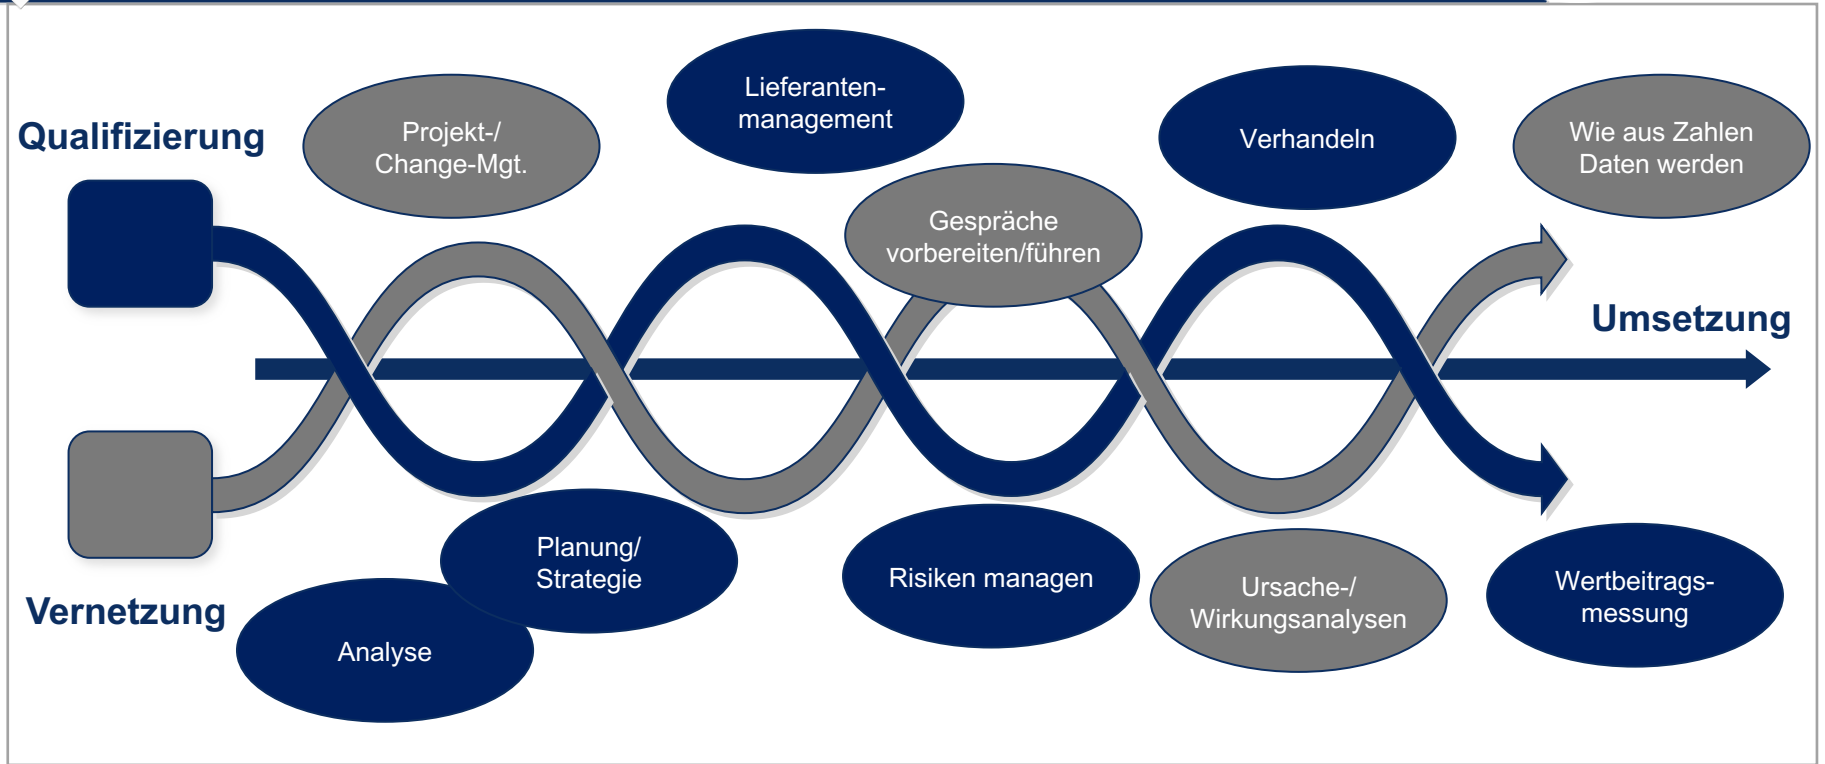 Qualifizierung
Projekt-/
Change-Mgt.
Lieferanten-
management
Gespräche
vorbereiten/führen
Verhandeln
Wie aus Zahlen
Daten werden
Umsetzung
Vernetzung
Analyse
Planung/
Strategie
Risiken managen
Ursache-/
Wirkungsanalysen
Wertbeitrags-
messung